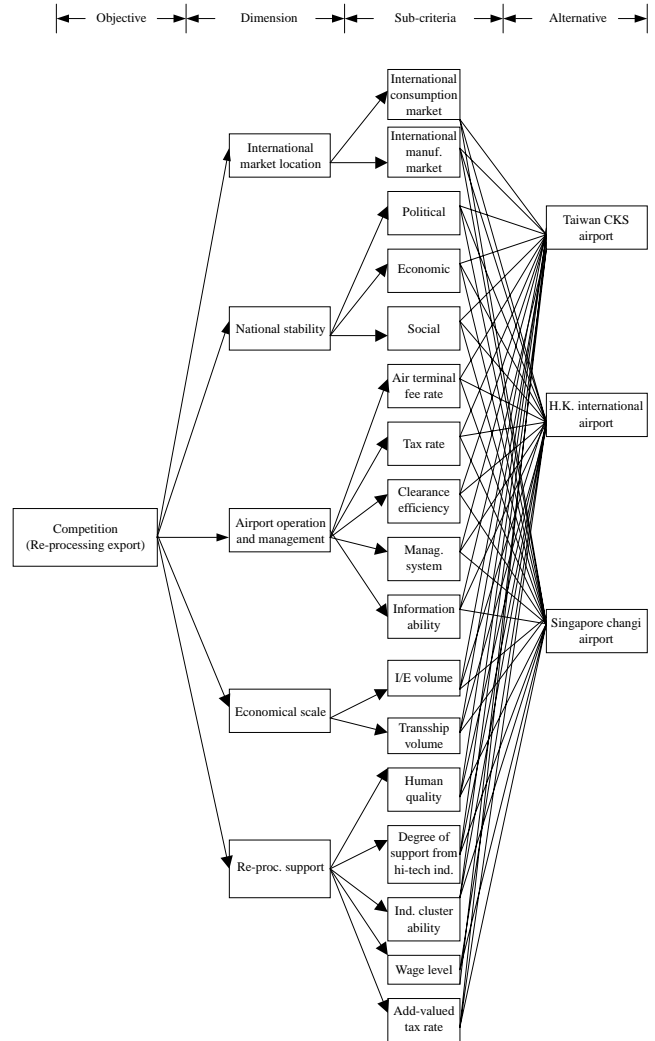 Objective
Dimension
Sub-criteria
Alternative
Competition
(Re-processing export)
International
market location
National stability
Airport operation
and management
Economical scale
Re-proc. support
International
consumption
market
International
manuf.
market
Political
Economic
Social
Air terminal
fee rate
Tax rate
Clearance
efficiency
Manag.
system
Information
ability
I/E volume
Transship
volume
Human
quality
Degree of
support from
hi-tech ind.
Ind. cluster
ability
Wage level
Add-valued
tax rate
Taiwan CKS
airport
H.K. international
airport
Singapore changi
airport